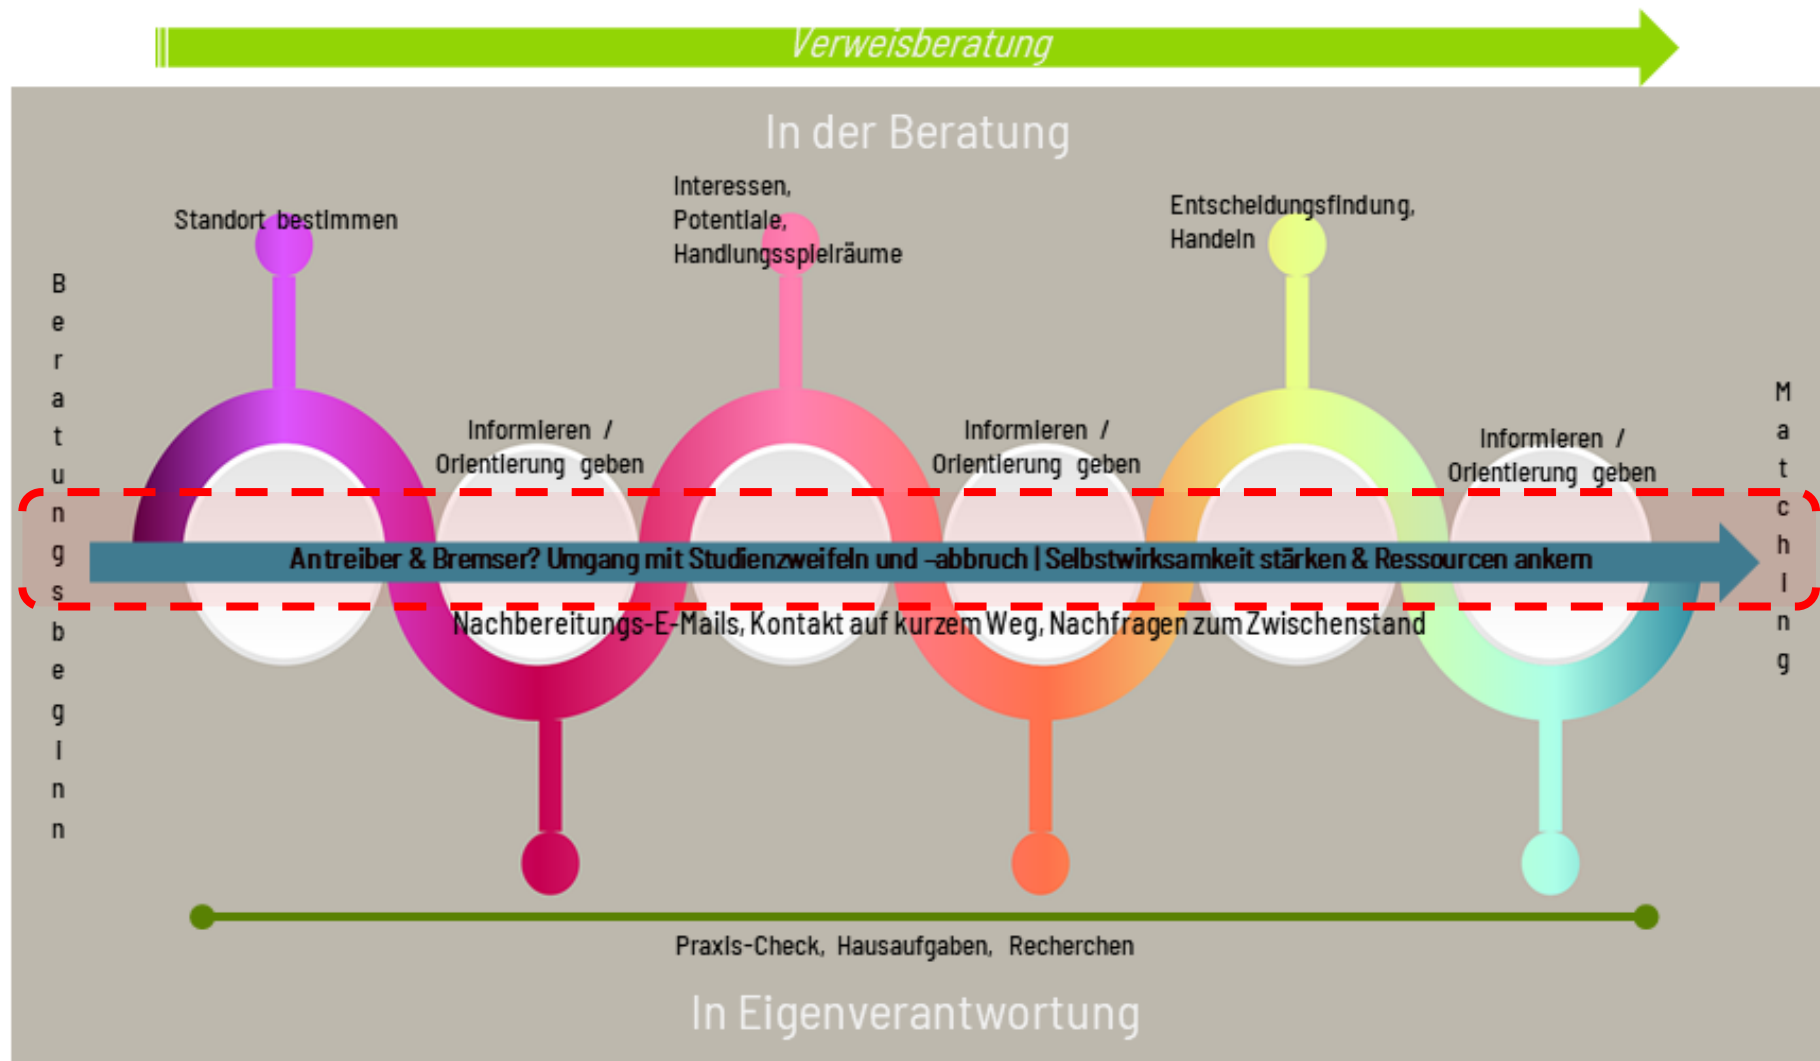 Verweisberatung
In der Beratung
Standort bestimmen
Interessen,
Potentiale,
Handlungsspielräume
Entscheidungsfindung,
Handeln
Beratungsbeginn
Informieren /
Orientierung geben
Informieren /
Orientierung geben
Informieren /
Orientierung geben
Matching
Antreiber & Bremser? Umgang mit Studienzweifeln und –abbruch | Selbstwirksamkeit stärken & Ressourcen ankern
Nachbereitungs-E-Mails, Kontakt auf kurzem Weg, Nachfragen zum Zwischenstand
Praxis-Check, Hausaufgaben, Recherchen
In Eigenverantwortung